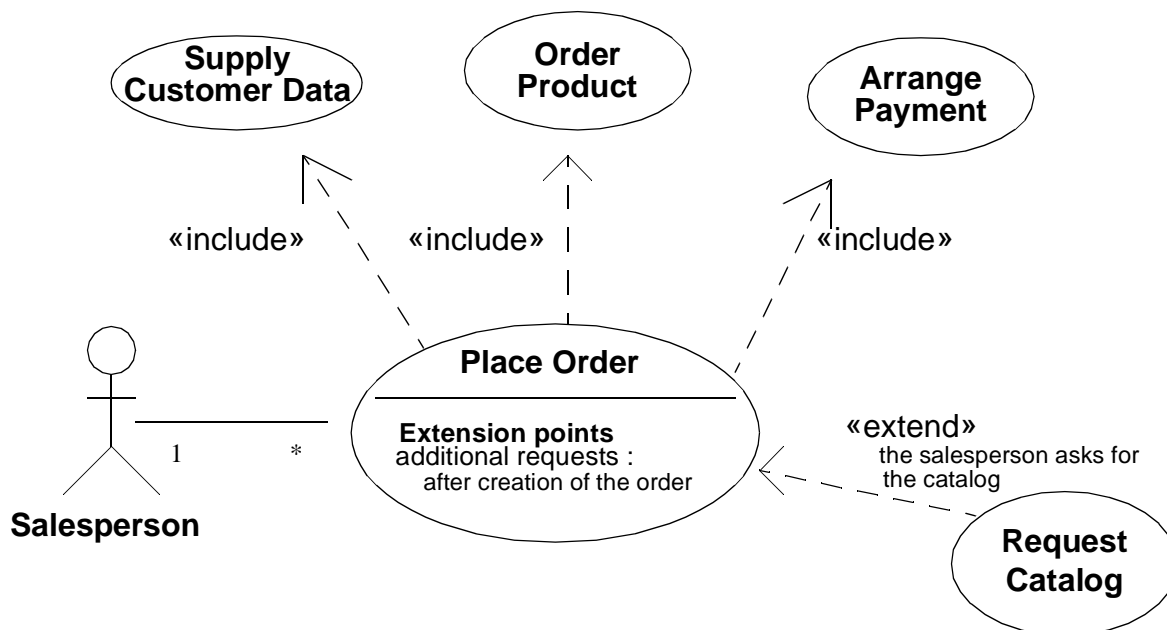 Supply
Customer Data
Order
Product
Arrange
Payment
«include»
«include»
«include»
Place Order
Extension points
additional requests :
after creation of the order
1
*
Salesperson
«extend»
the salesperson asks for
the catalog
Request
Catalog